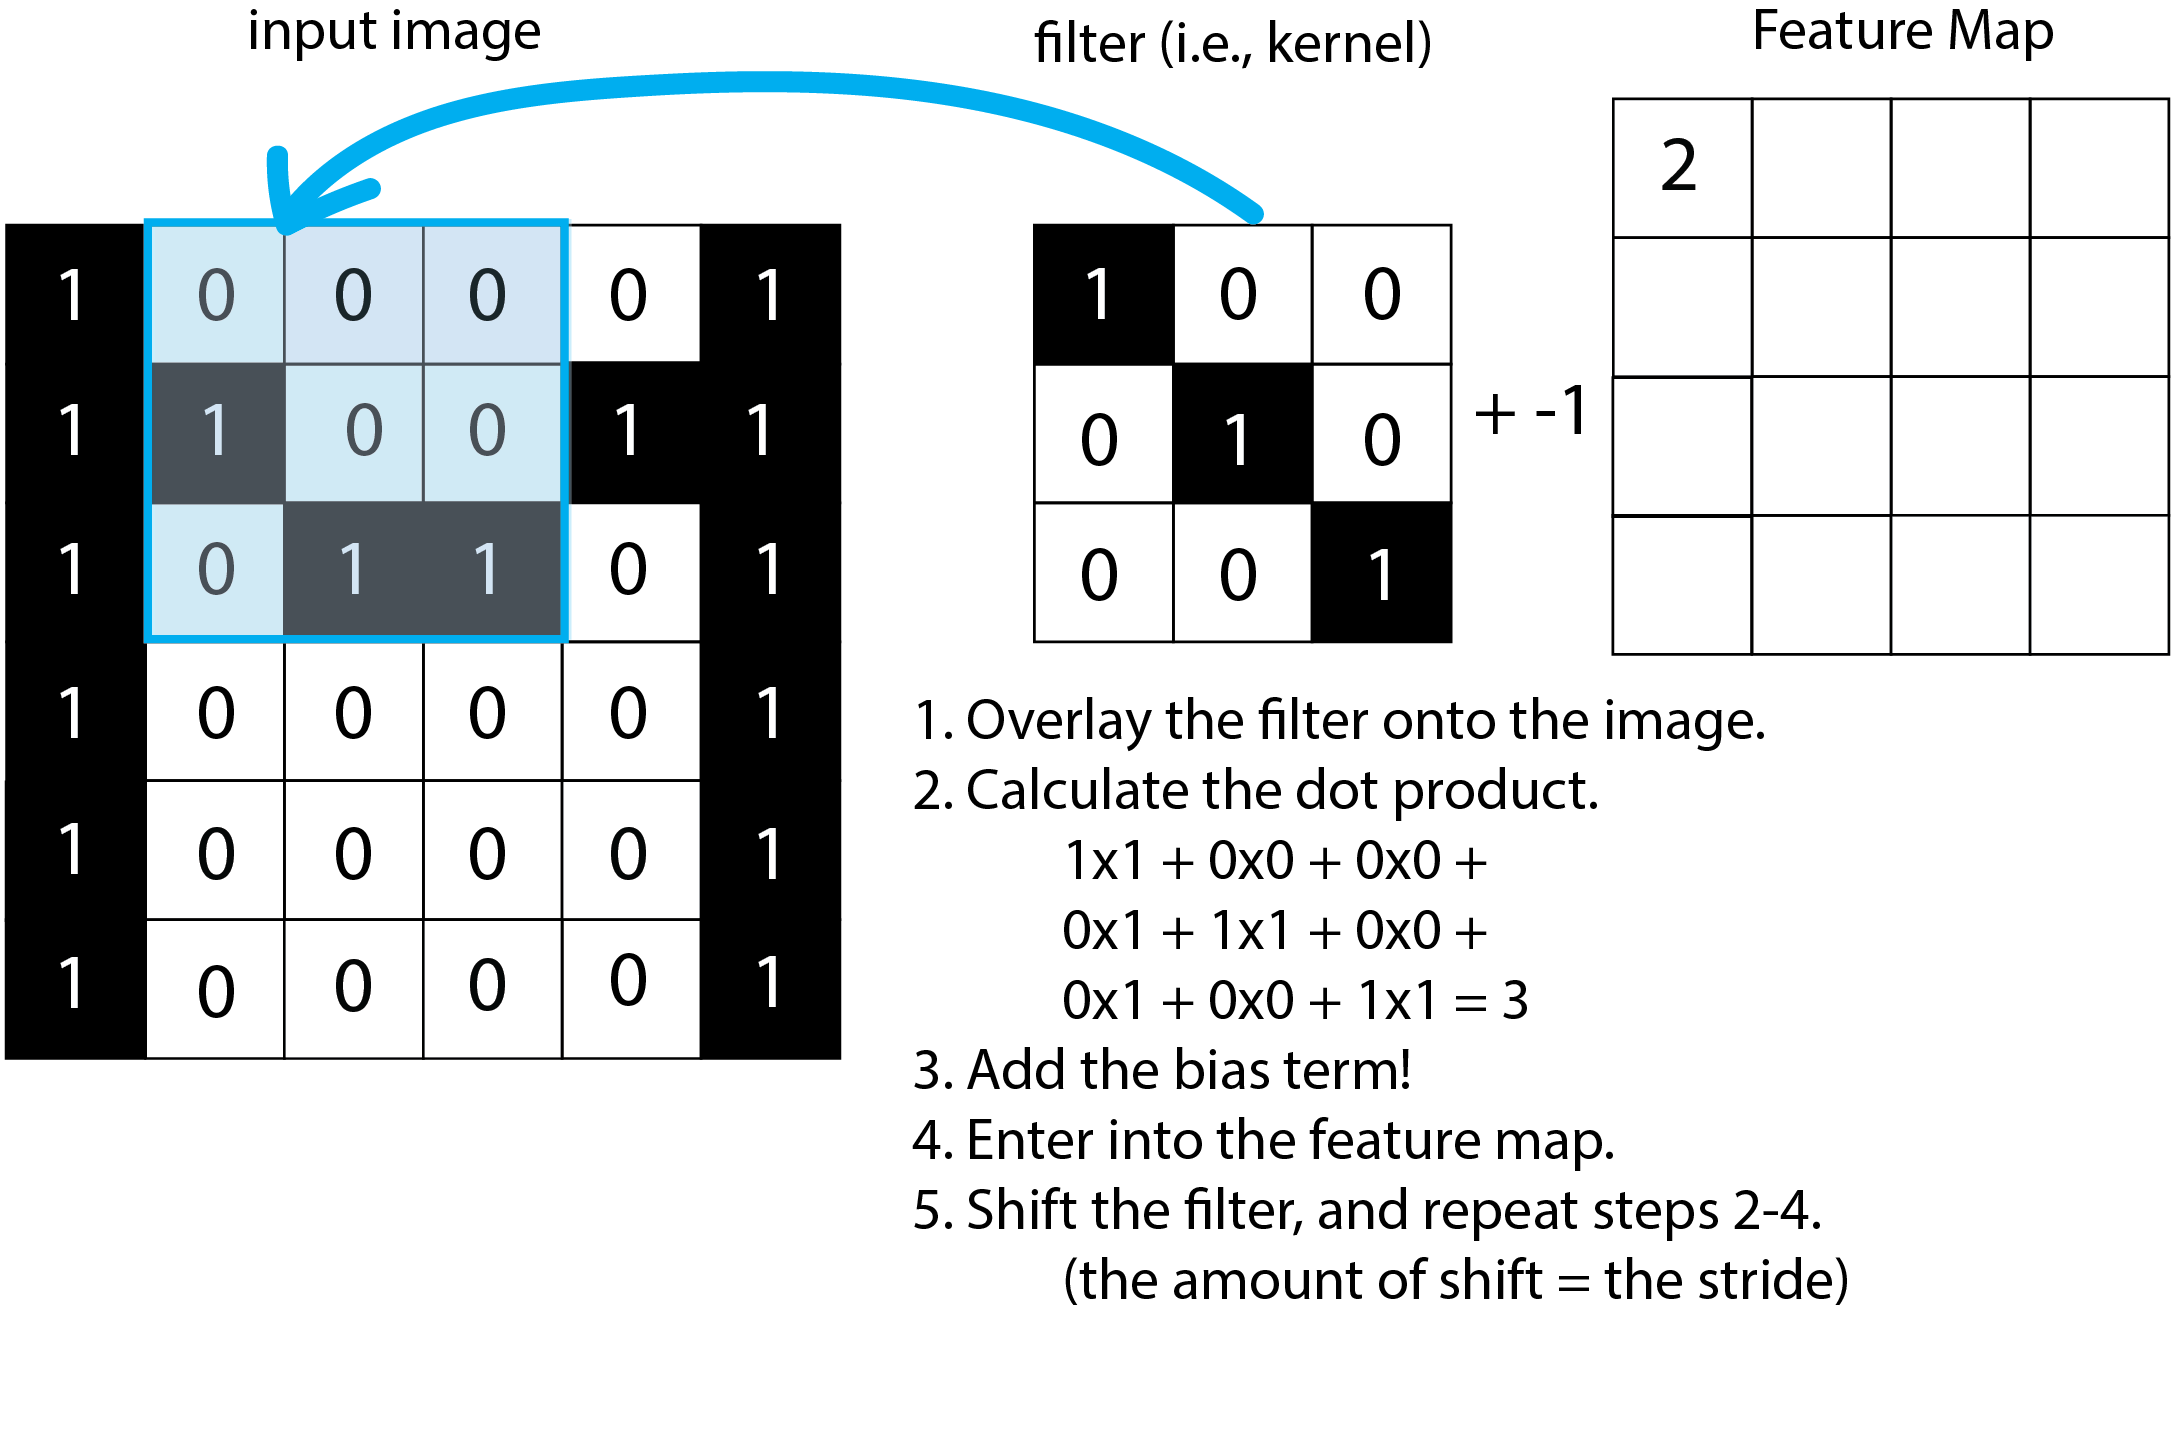 input image
filter (i.e., kernel)
Feature Map
1 0 0 0 0 1
1 1 0 0 1 1
1 0 1 1 0 1
1 0 0 0 0 1
1 0 0 0 0 1
1 0 0 0 0 1
1 0 0
0 1 0
0 0 1
+ -1
2
1. Overlay the filter onto the image.
2. Calculate the dot product.
1x1 + 0x0 + 0x0 +
0x1 + 1x1 + 0x0 +
0x1 + 0x0 + 1x1 = 3
3. Add the bias term!
4. Enter into the feature map.
5. Shift the filter, and repeat steps 2-4.
(the amount of shift = the stride)